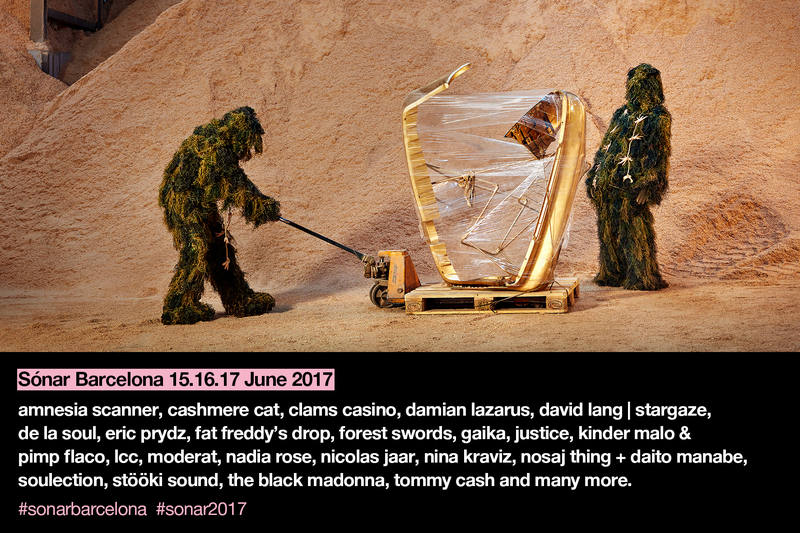 Sónar Barcelona 15.16.17 June 2017
amnesia scanner, cashmere cat, clams casino, damian lazarus, david lang | stargaze,
de la soul, eric prydz, fat freddy's drop, forest swords, gaika, justice, kinder malo &
pimp flaco, lcc, moderat, nadia rose, nicolas jaar, nina kraviz, nosaj thing + daito manabe,
soulection, stööki sound, the black madonna, tommy cash and many more.
#sonarbarcelona #sonar2017